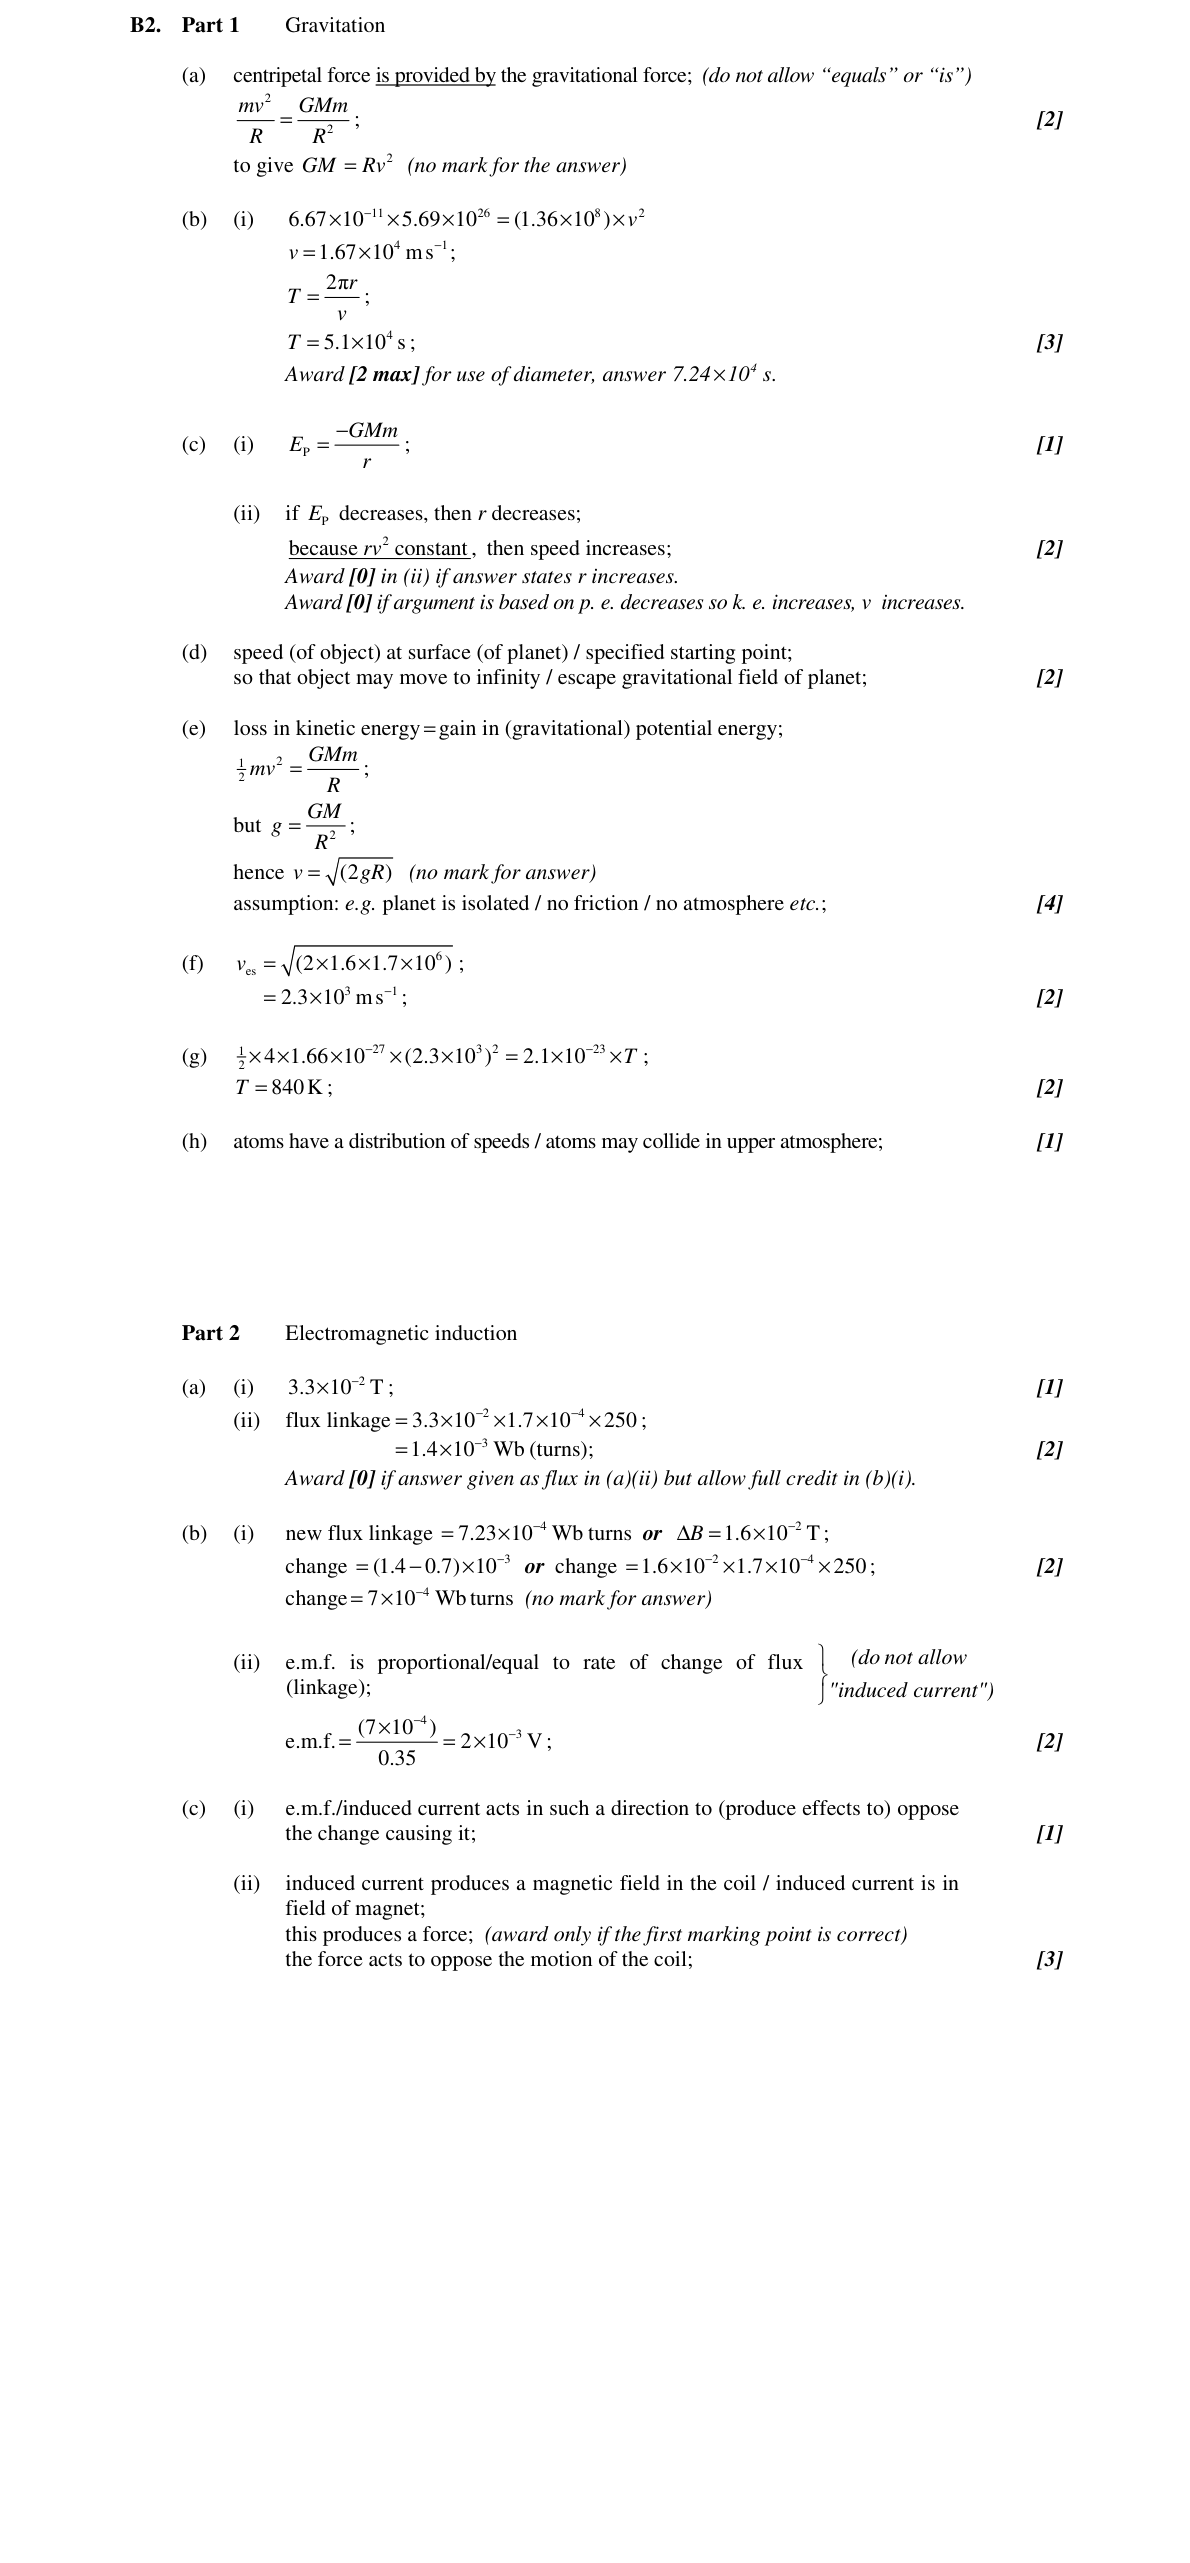 B2. Part 1 Gravitation
(a) centripetal force is provided by the gravitational force; (do not allow “equals” or “is”)
mv²/R = GMm/R² ; [2]
to give GM = Rv² (no mark for the answer)
(b) (i) 6.67×10⁻¹¹×5.69×10²⁶ = (1.36×10⁸)×v²
v = 1.67×10⁴ m s⁻¹ ;
T = 2πr/v ;
T = 5.1×10⁴ s ; [3]
Award [2 max] for use of diameter, answer 7.24×10⁴ s.
(c) (i) E_P = −GMm/r ; [1]
(ii) if E_P decreases, then r decreases;
because rv² constant , then speed increases; [2]
Award [0] in (ii) if answer states r increases.
Award [0] if argument is based on p. e. decreases so k. e. increases, v increases.
(d) speed (of object) at surface (of planet) / specified starting point;
so that object may move to infinity / escape gravitational field of planet; [2]
(e) loss in kinetic energy = gain in (gravitational) potential energy;
½mv² = GMm/R ;
but g = GM/R² ;
hence v = √(2gR) (no mark for answer)
assumption: e.g. planet is isolated / no friction / no atmosphere etc.; [4]
(f) v_es = √(2×1.6×1.7×10⁶) ;
= 2.3×10³ m s⁻¹ ; [2]
(g) ½×4×1.66×10⁻²⁷×(2.3×10³)² = 2.1×10⁻²³×T ;
T = 840 K ; [2]
(h) atoms have a distribution of speeds / atoms may collide in upper atmosphere; [1]
Part 2 Electromagnetic induction
(a) (i) 3.3×10⁻² T ; [1]
(ii) flux linkage = 3.3×10⁻²×1.7×10⁻⁴×250 ;
= 1.4×10⁻³ Wb (turns); [2]
Award [0] if answer given as flux in (a)(ii) but allow full credit in (b)(i).
(b) (i) new flux linkage = 7.23×10⁻⁴ Wb turns or ΔB = 1.6×10⁻² T ;
change = (1.4−0.7)×10⁻³ or change = 1.6×10⁻²×1.7×10⁻⁴×250 ; [2]
change = 7×10⁻⁴ Wb turns (no mark for answer)
(ii) e.m.f. is proportional/equal to rate of change of flux (do not allow
(linkage); "induced current")
e.m.f. = (7×10⁻⁴)/0.35 = 2×10⁻³ V ; [2]
(c) (i) e.m.f./induced current acts in such a direction to (produce effects to) oppose
the change causing it; [1]
(ii) induced current produces a magnetic field in the coil / induced current is in
field of magnet;
this produces a force; (award only if the first marking point is correct)
the force acts to oppose the motion of the coil; [3]